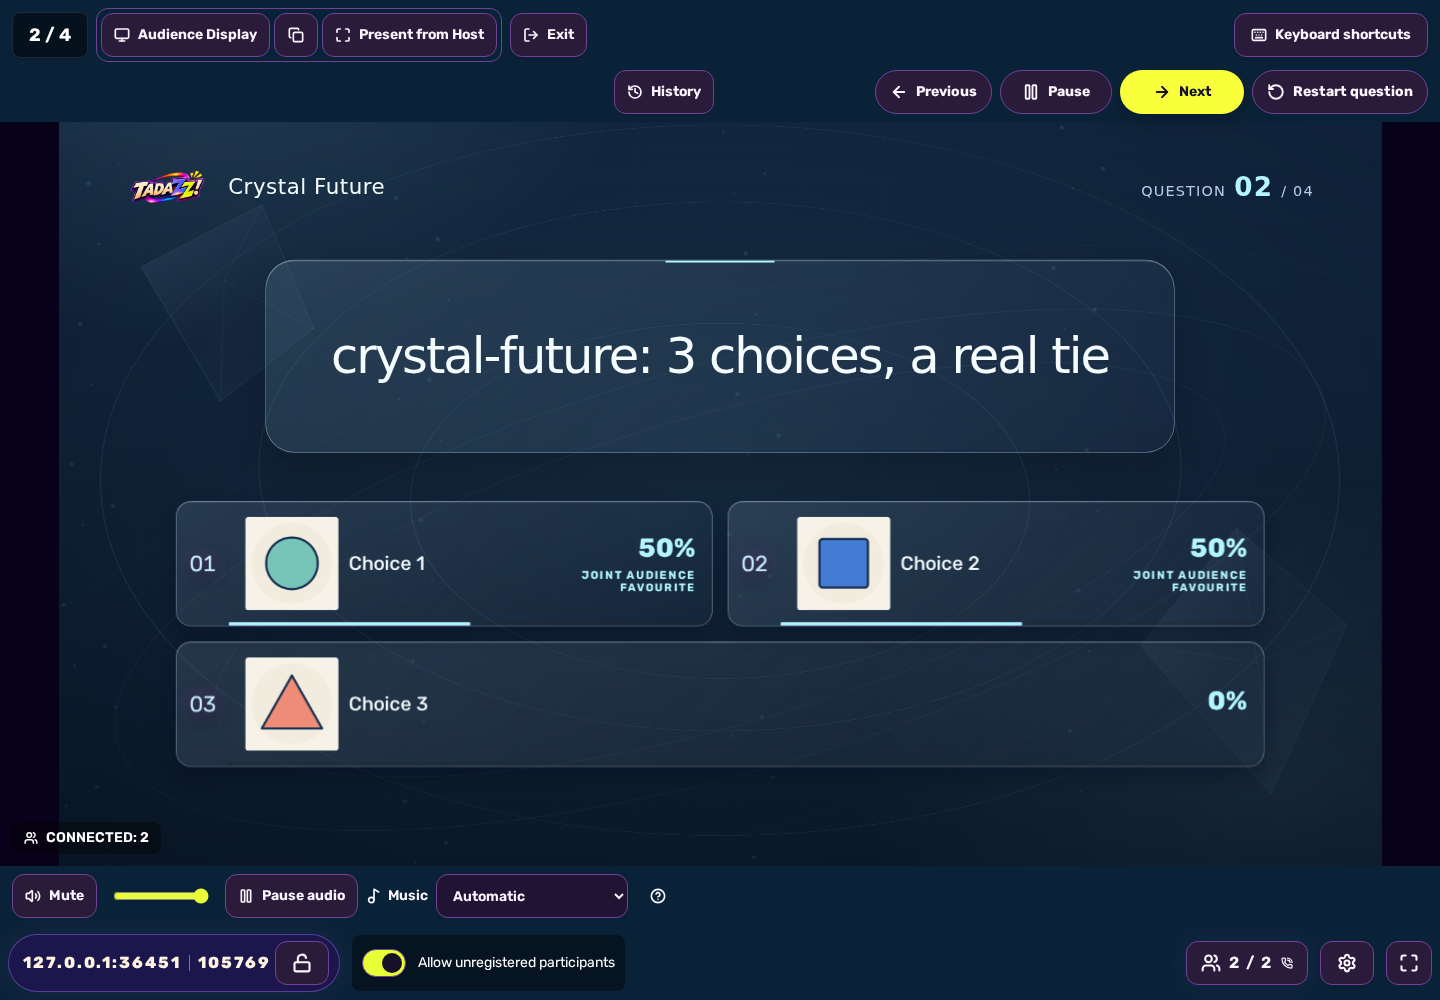 2 / 4
Audience Display
Present from Host
Exit
Keyboard shortcuts
History
Previous
Pause
Next
Restart question
TADAZZ!
Crystal Future
QUESTION 02 / 04
crystal-future: 3 choices, a real tie
01
Choice 1
50%
JOINT AUDIENCE
FAVOURITE
02
Choice 2
50%
JOINT AUDIENCE
FAVOURITE
03
Choice 3
0%
CONNECTED: 2
Mute
Pause audio
Music
Automatic
127.0.0.1:36451
105769
Allow unregistered participants
2 / 2